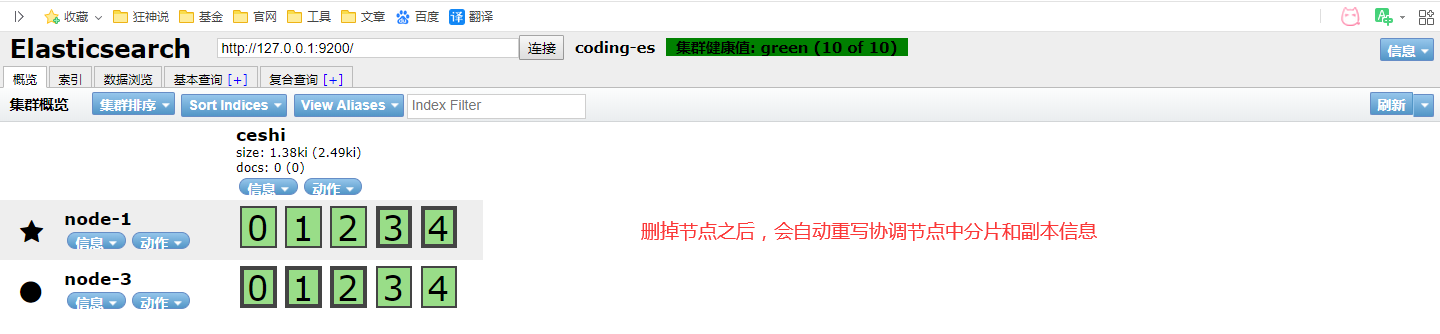 收藏 狂神说 基金 官网 工具 文章 百度 译 翻译
Elasticsearch http://127.0.0.1:9200/ 连接 coding-es 集群健康值: green (10 of 10) 信息
概览 索引 数据浏览 基本查询 [+] 复合查询 [+]
集群概览 集群排序 Sort Indices View Aliases Index Filter 刷新
ceshi
size: 1.38ki (2.49ki)
docs: 0 (0)
信息 动作
node-1 0 1 2 3 4
信息 动作
删掉节点之后，会自动重写协调节点中分片和副本信息
node-3 0 1 2 3 4
信息 动作